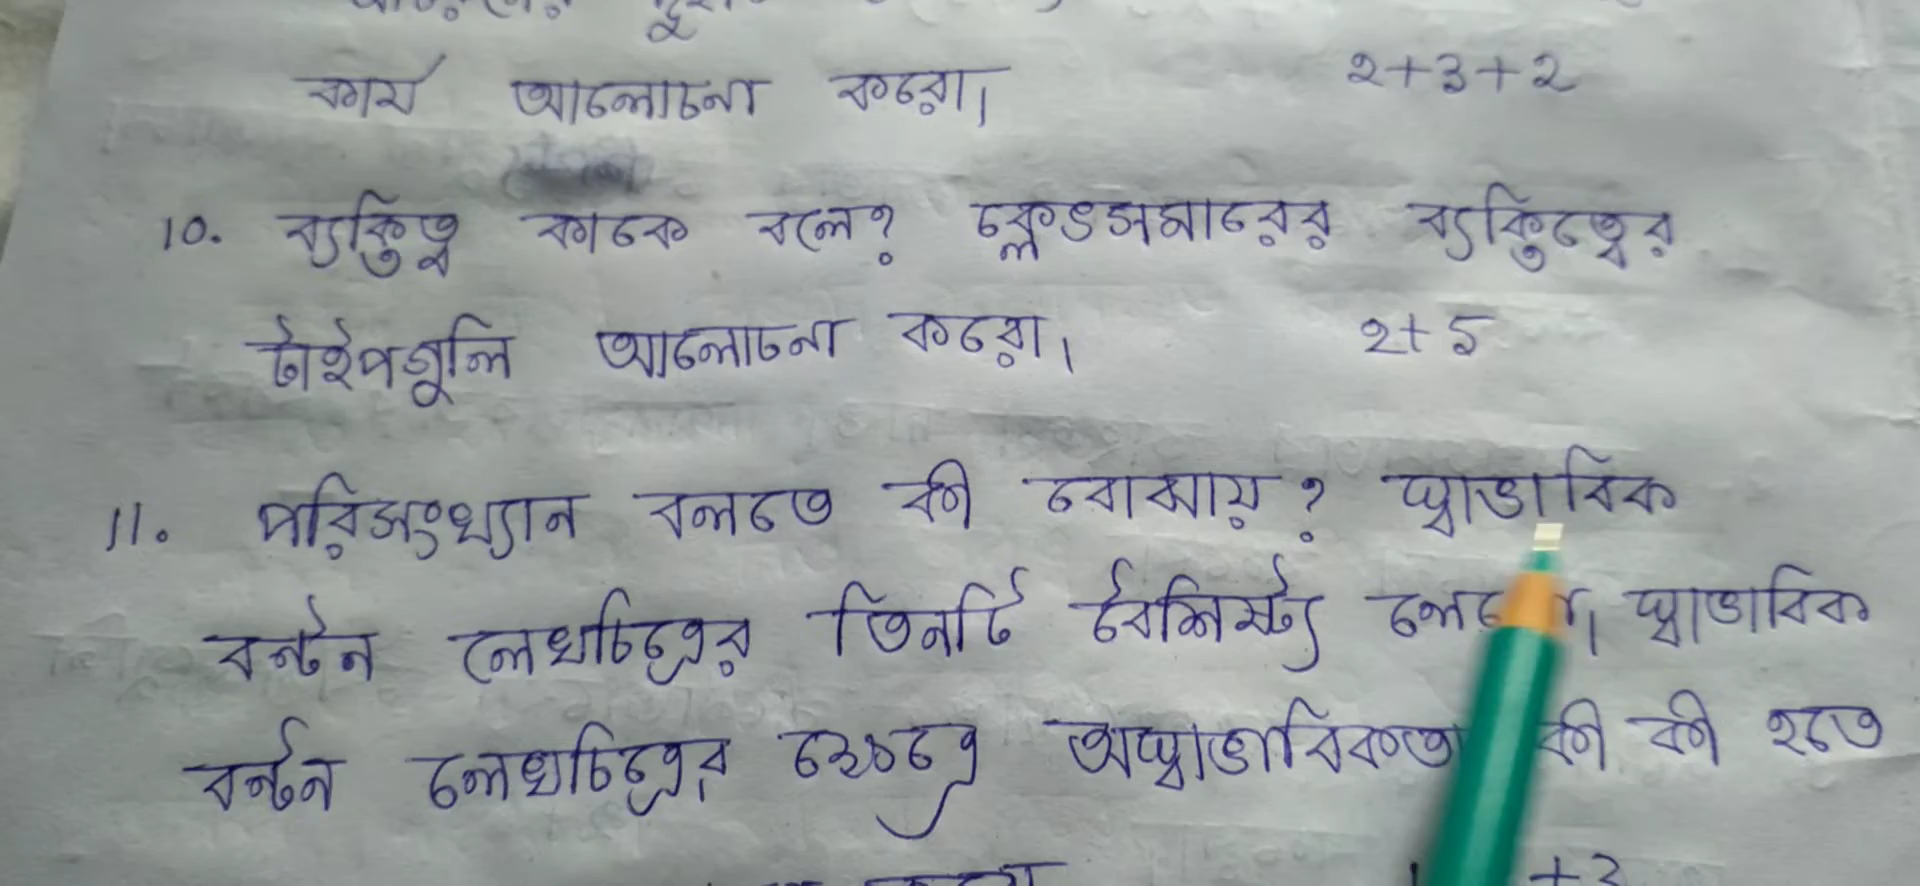 কার্য আলোচনা করো। 2+3+2
10. ব্যক্তিত্ব কাকে বলে? ক্লেৎসমারের ব্যক্তিত্বের
টাইপগুলি আলোচনা করো। 2+5
11. পরিসংখ্যান বলতে কী বোঝায়? স্বাভাবিক
বন্টন লেখচিত্রের তিনটি বৈশিষ্ট্য স্বাভাবিক
বন্টন লেখচিত্রের ক্ষেত্রে অস্বাভাবিকতা কী কী হতে